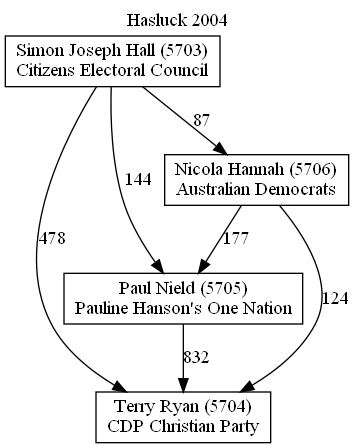 Hasluck 2004
Simon Joseph Hall (5703)
Citizens Electoral Council
87
Nicola Hannah (5706)
Australian Democrats
144
478
177
124
Paul Nield (5705)
Pauline Hanson's One Nation
832
Terry Ryan (5704)
CDP Christian Party